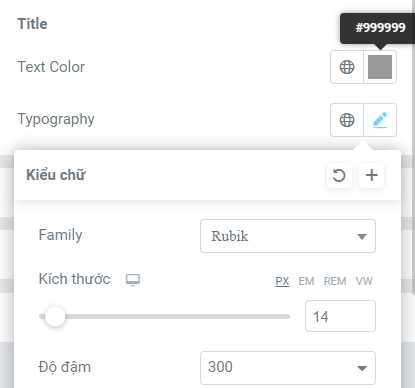 Title
#999999
Text Color
Typography
Kiểu chữ
Family Rubik
Kích thước PX EM REM VW
14
Độ đậm 300